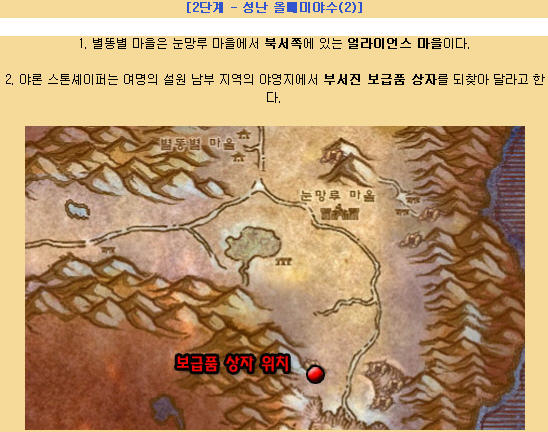 [2단계 - 성난 올빼미야수(2)]
1. 별똥별 마을은 눈망루 마을에서 북서쪽에 있는 얼라이언스 마을이다.
2. 야론 스톤셰이퍼는 여명의 설원 남부 지역의 야영지에서 부서진 보급품 상자를 되찾아 달라고 한
다.
별똥별 마을
눈망루 마을
보급품 상자 위치